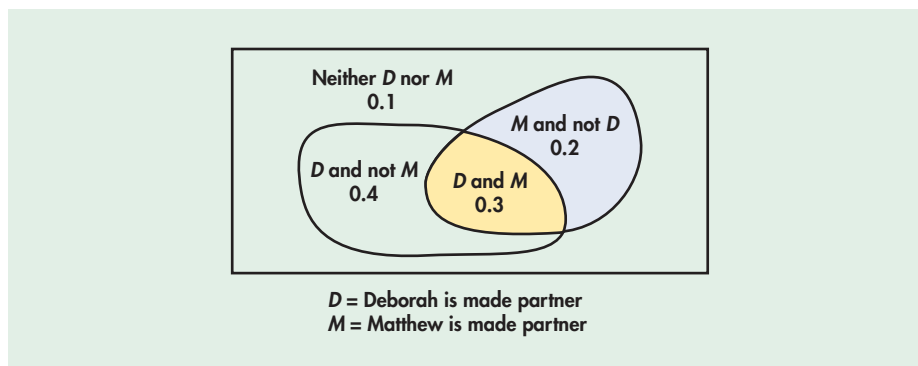 Neither D nor M
0.1
M and not D
0.2
D and not M
0.4
D and M
0.3
D = Deborah is made partner
M = Matthew is made partner